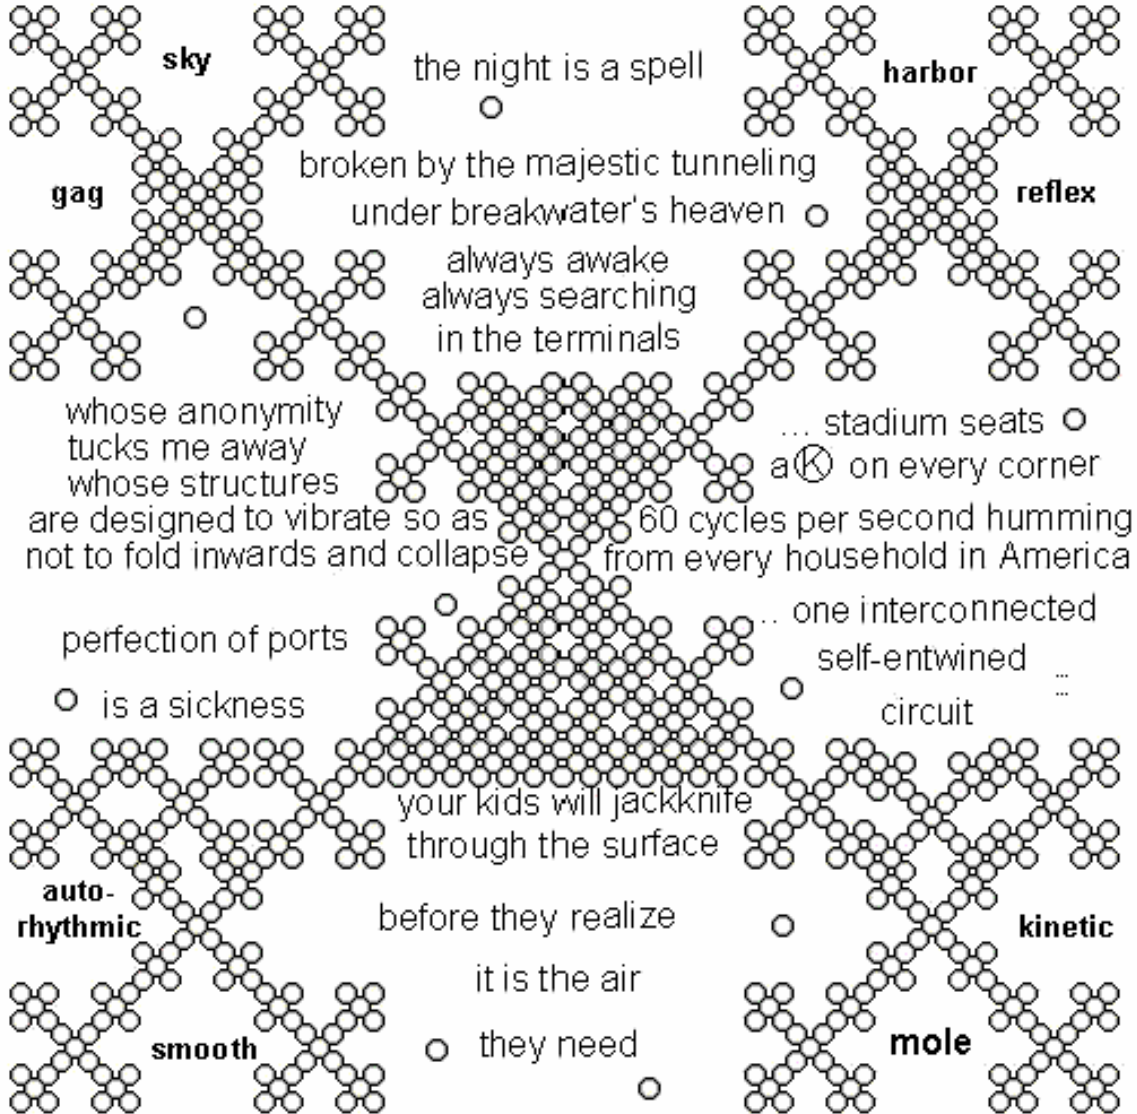 sky
the night is a spell
harbor
broken by the majestic tunneling
gag
reflex
under breakwater's heaven
always awake
always searching
in the terminals
whose anonymity
tucks me away
whose structures
are designed to vibrate so as
not to fold inwards and collapse
... stadium seats
a Ⓚ on every corner
60 cycles per second humming
from every household in America
perfection of ports
is a sickness
.. one interconnected
self-entwined
circuit
your kids will jackknife
through the surface
auto-
rhythmic
before they realize
kinetic
it is the air
smooth
they need
mole